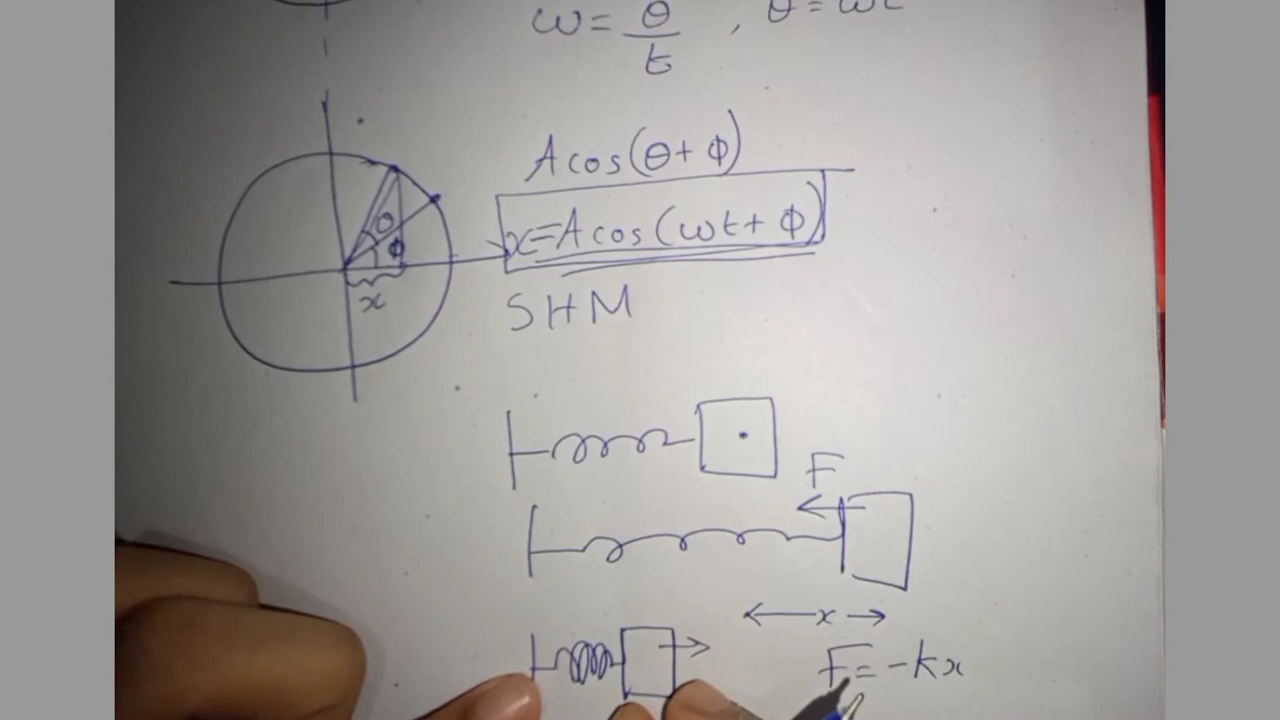 ω = θ/t , θ = ωt
A cos(θ + ϕ)
x = A cos(ωt + ϕ)
θ
ϕ
x
SHM
F
x
F = -kx